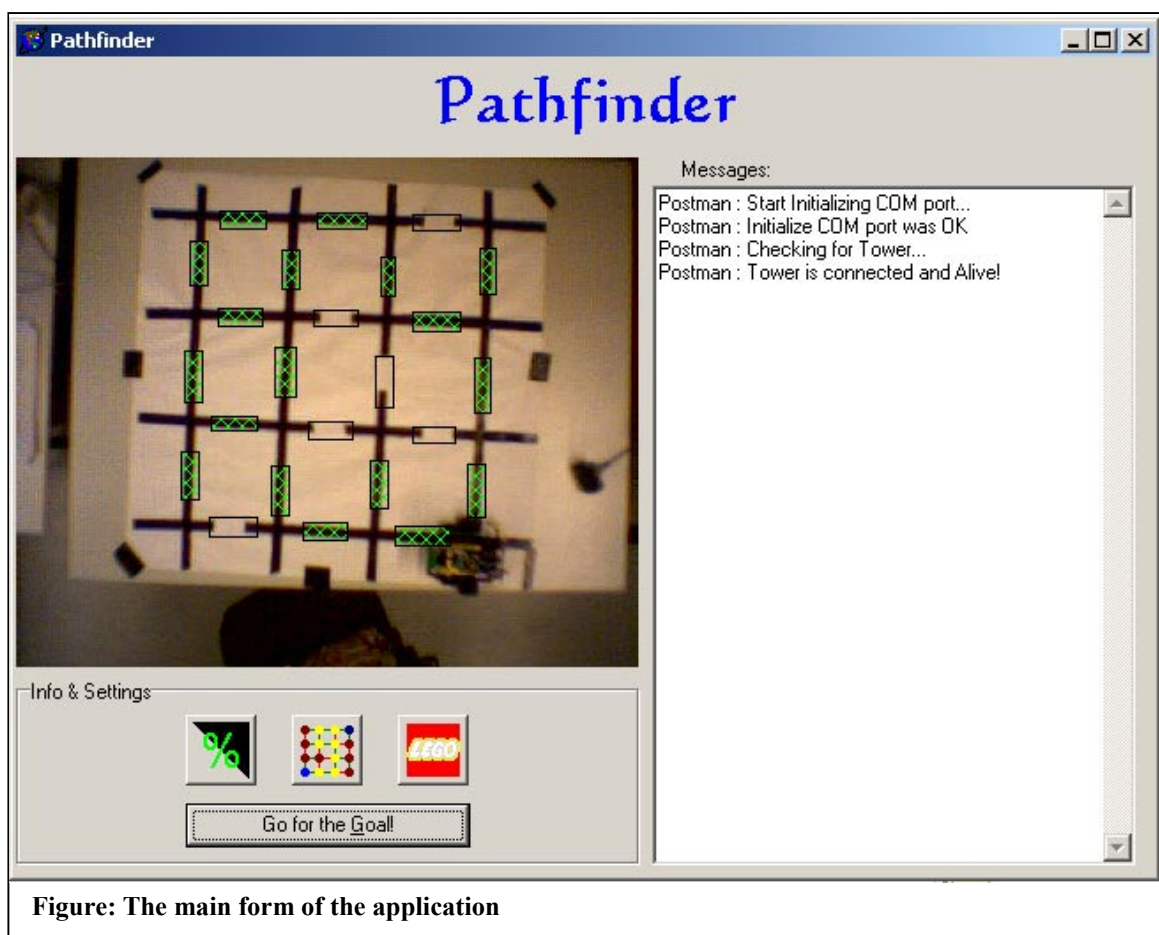 Pathfinder
Pathfinder
Messages:
Postman : Start Initializing COM port...
Postman : Initialize COM port was OK
Postman : Checking for Tower...
Postman : Tower is connected and Alive!
Info & Settings
% LEGO
Go for the Goal!
Figure: The main form of the application